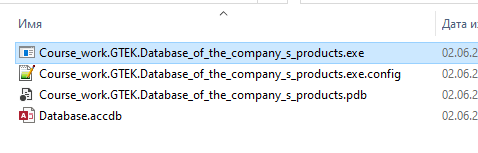 Имя Дата из
Course_work.GTEK.Database_of_the_company_s_products.exe 02.06.2
Course_work.GTEK.Database_of_the_company_s_products.exe.config 02.06.2
Course_work.GTEK.Database_of_the_company_s_products.pdb 02.06.2
Database.accdb 02.06.2